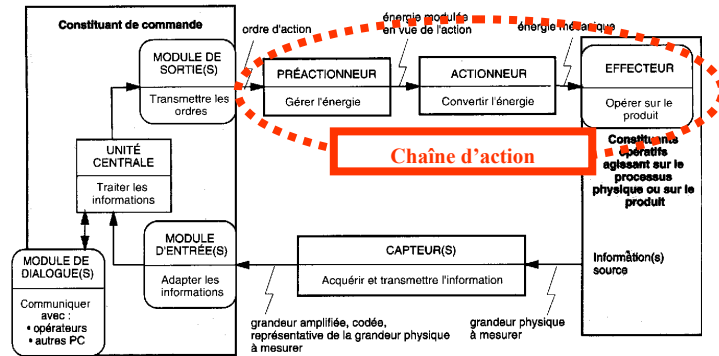 Constituant de commande
MODULE DE
SORTIE(S)
Transmettre les
ordres
ordre d'action
PRÉACTIONNEUR
Gérer l'énergie
énergie modulée
en vue de l'action
ACTIONNEUR
Convertir l'énergie
énergie mécanique
EFFECTEUR
Opérer sur le
produit
Chaîne d'action
Constituants
opératifs
agissant sur le
processus
physique ou sur le
produit
UNITÉ
CENTRALE
Traiter les
informations
MODULE DE
DIALOGUE(S)
Communiquer
avec :
• opérateurs
• autres PC
MODULE
D'ENTRÉE(S)
Adapter les
informations
CAPTEUR(S)
Acquérir et transmettre l'information
Information(s)
source
grandeur amplifiée, codée,
représentative de la grandeur physique
à mesurer
grandeur physique
à mesurer